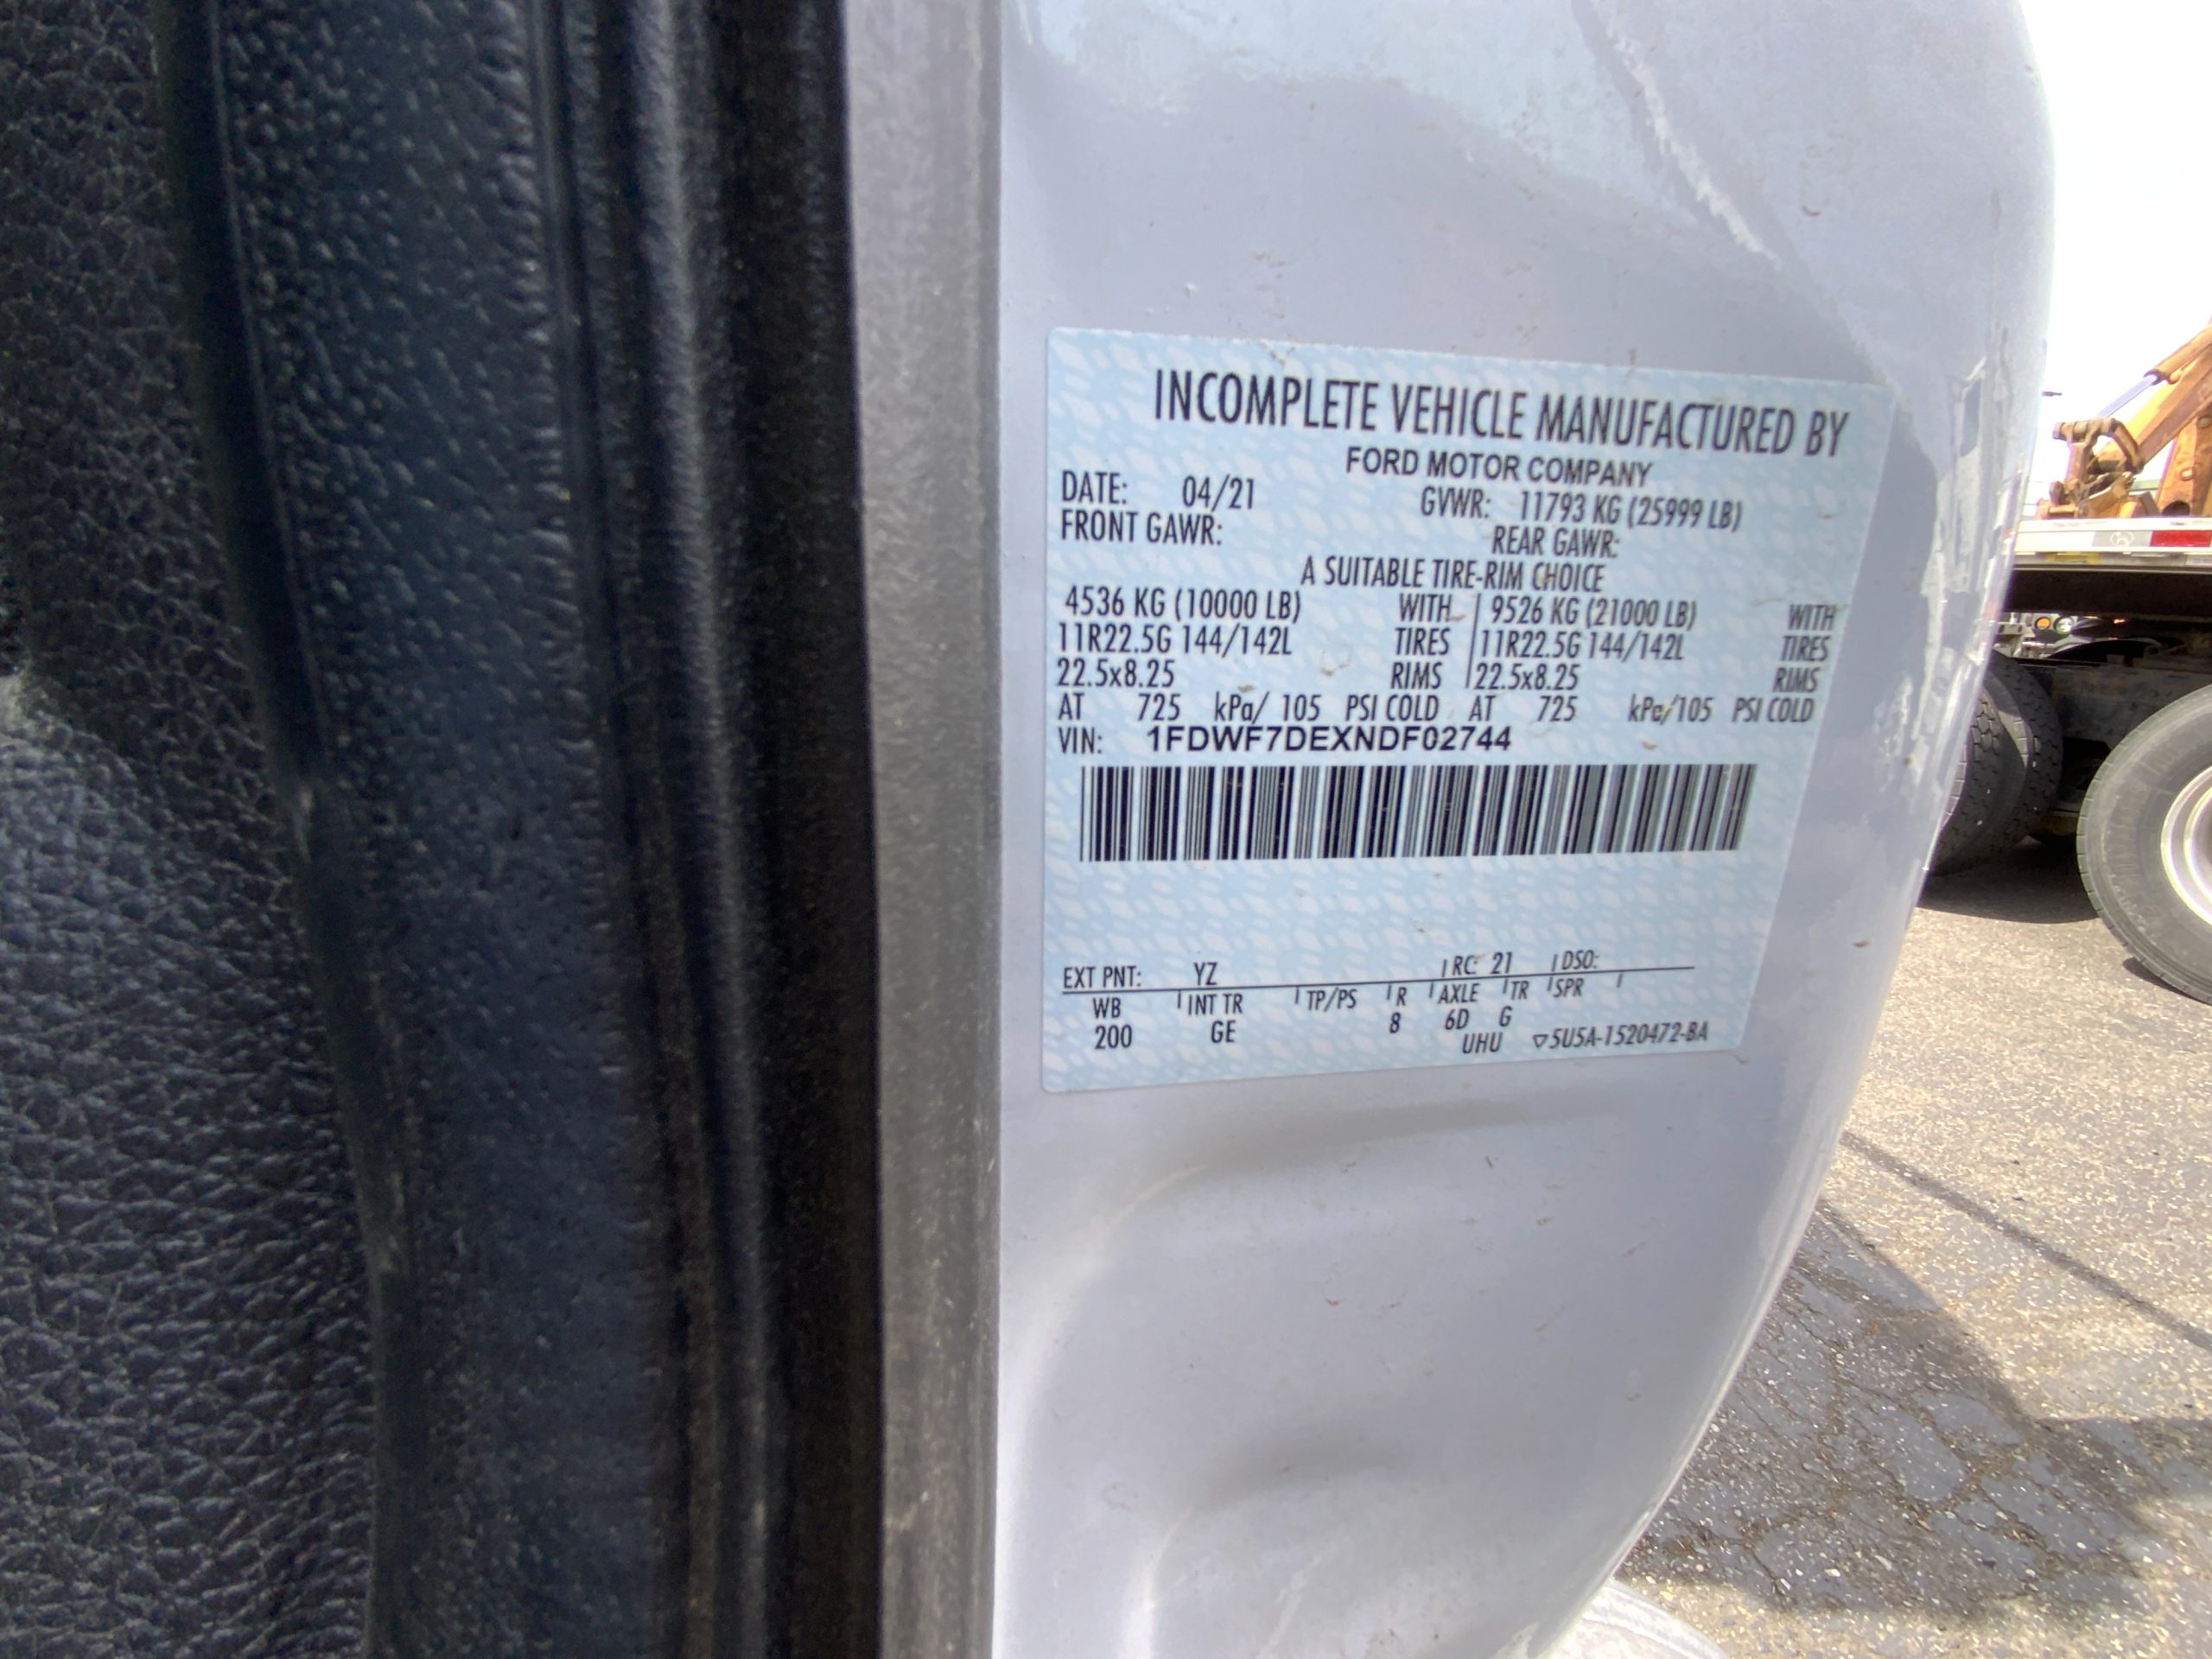 INCOMPLETE VEHICLE MANUFACTURED BY
FORD MOTOR COMPANY
DATE: 04/21 GVWR: 11793 KG (25999 LB)
FRONT GAWR: REAR GAWR:
A SUITABLE TIRE-RIM CHOICE
4536 KG (10000 LB) WITH | 9526 KG (21000 LB) WITH
11R22.5G 144/142L TIRES | 11R22.5G 144/142L TIRES
22.5x8.25 RIMS | 22.5x8.25 RIMS
AT 725 kPa/ 105 PSI COLD AT 725 kPa/105 PSI COLD
VIN: 1FDWF7DEXNDF02744
EXT PNT: YZ | RC: 21 | DSO:
WB | INT TR | TP/PS | R | AXLE | TR | SPR |
200 GE 8 6D G
UHU ▽5U5A-1520472-BA